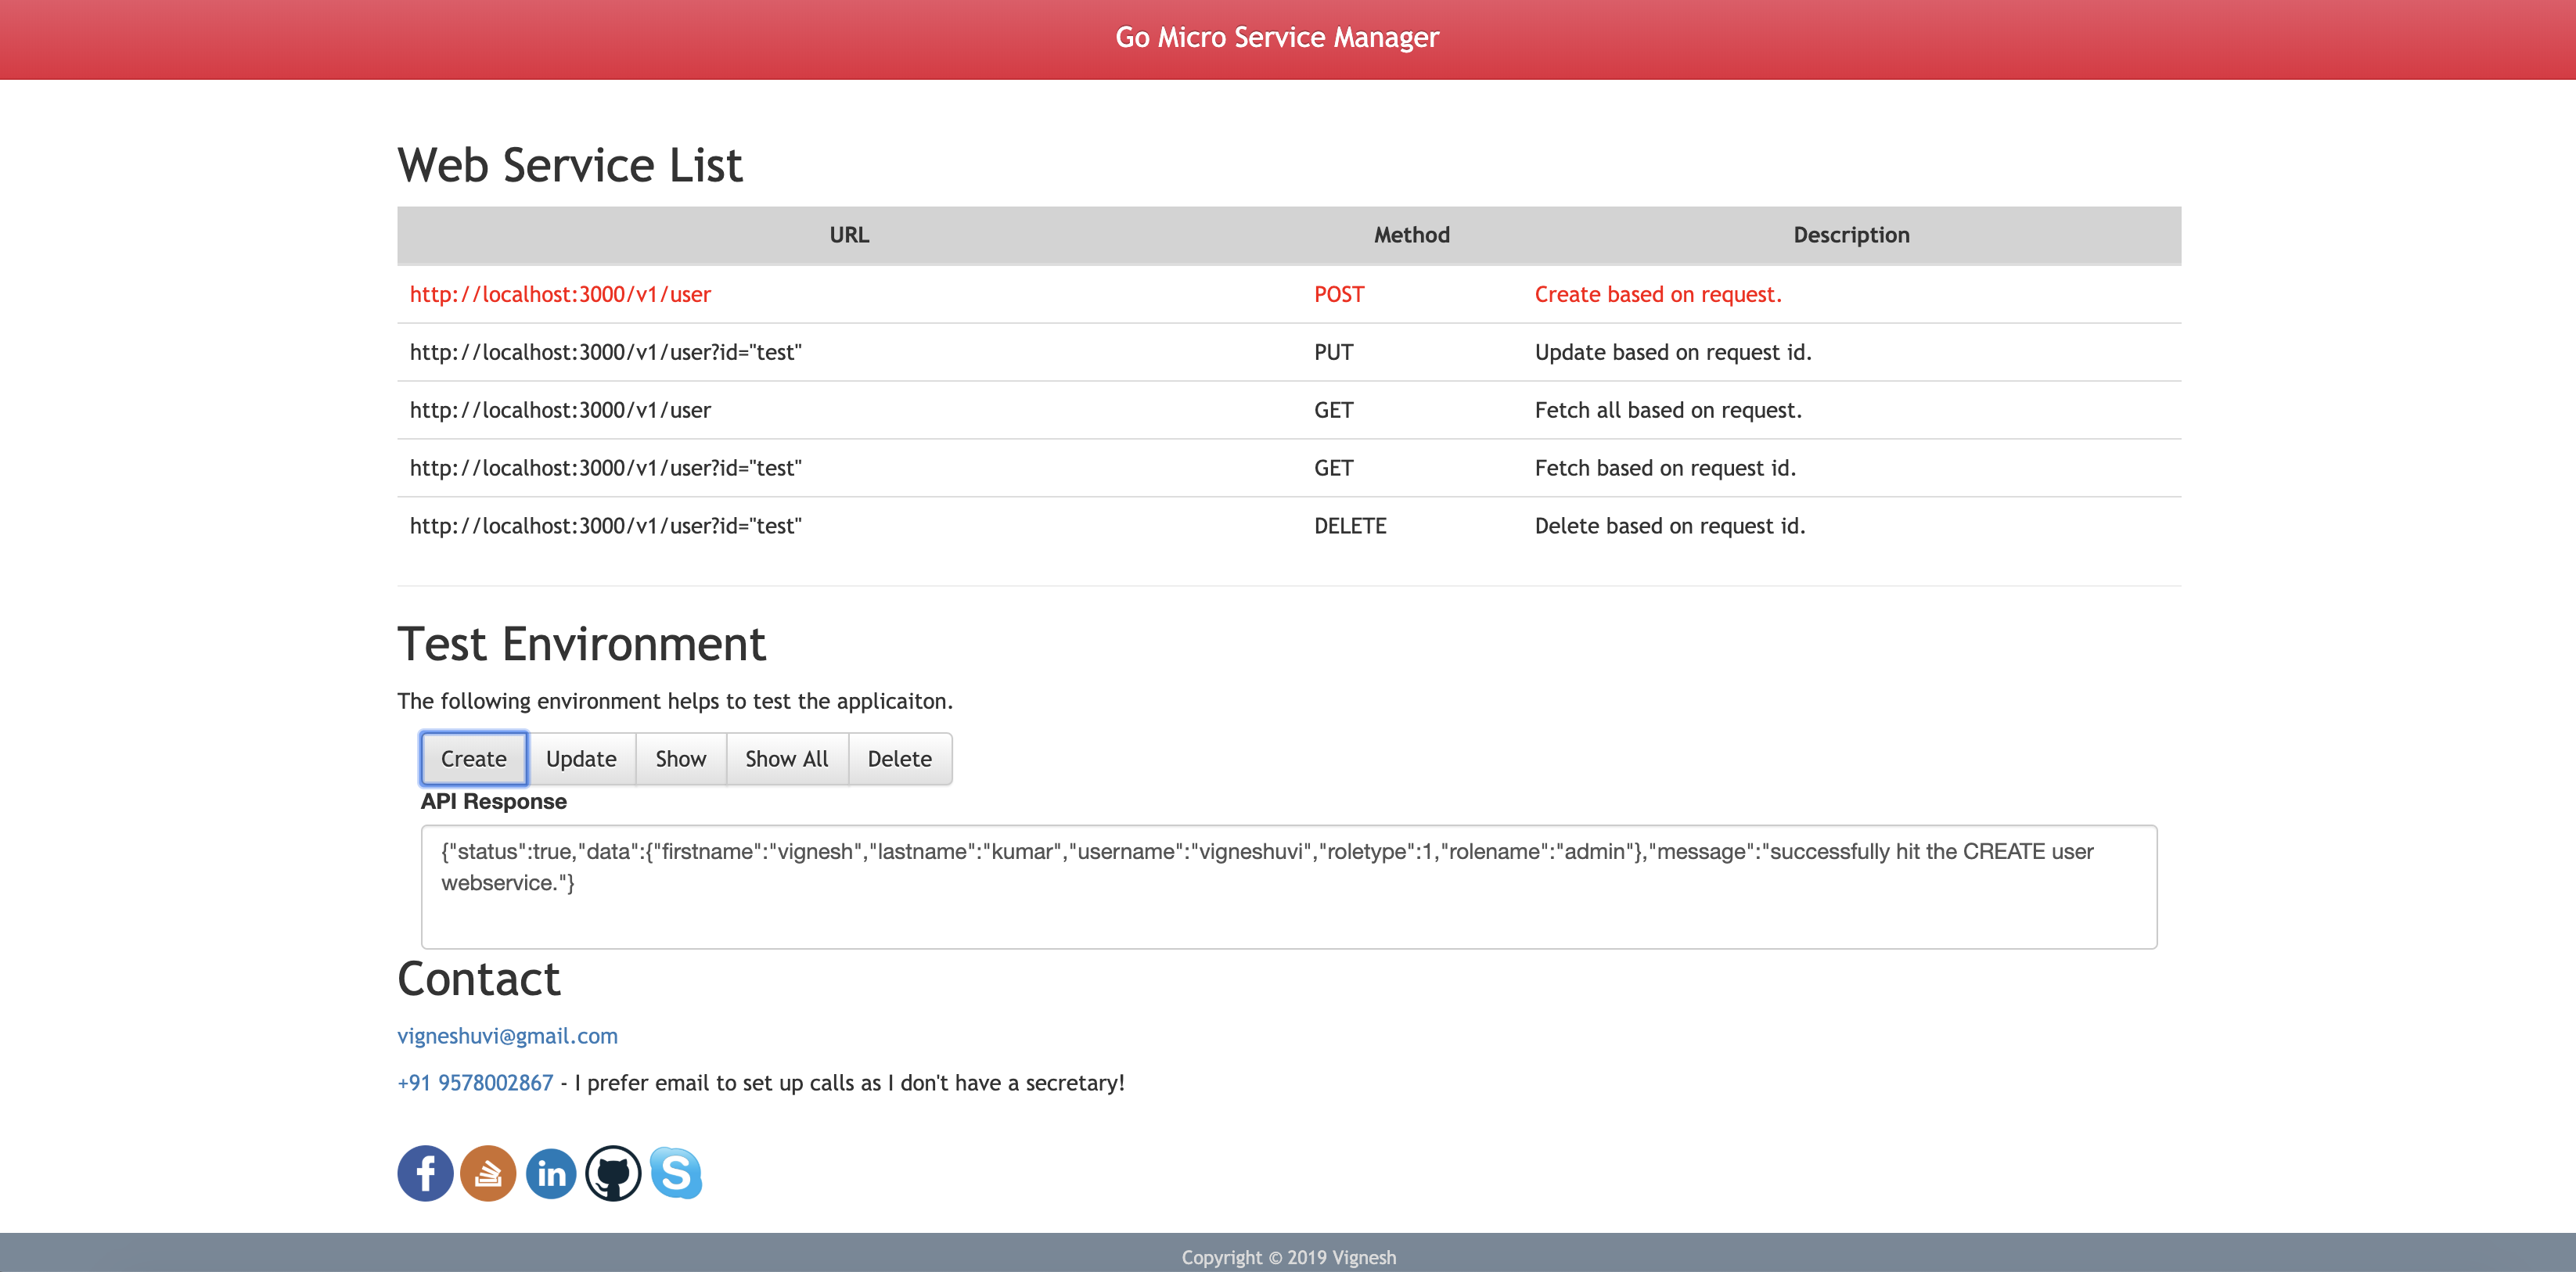 Go Micro Service Manager
Web Service List
URL Method Description
http://localhost:3000/v1/user POST Create based on request.
http://localhost:3000/v1/user?id="test" PUT Update based on request id.
http://localhost:3000/v1/user GET Fetch all based on request.
http://localhost:3000/v1/user?id="test" GET Fetch based on request id.
http://localhost:3000/v1/user?id="test" DELETE Delete based on request id.
Test Environment
The following environment helps to test the applicaiton.
Create Update Show Show All Delete
API Response
{"status":true,"data":{"firstname":"vignesh","lastname":"kumar","username":"vigneshuvi","roletype":1,"rolename":"admin"},"message":"successfully hit the CREATE user
webservice."}
Contact
vigneshuvi@gmail.com
+91 9578002867 - I prefer email to set up calls as I don't have a secretary!
f in S
Copyright © 2019 Vignesh